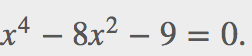 x⁴ − 8x² − 9 = 0.